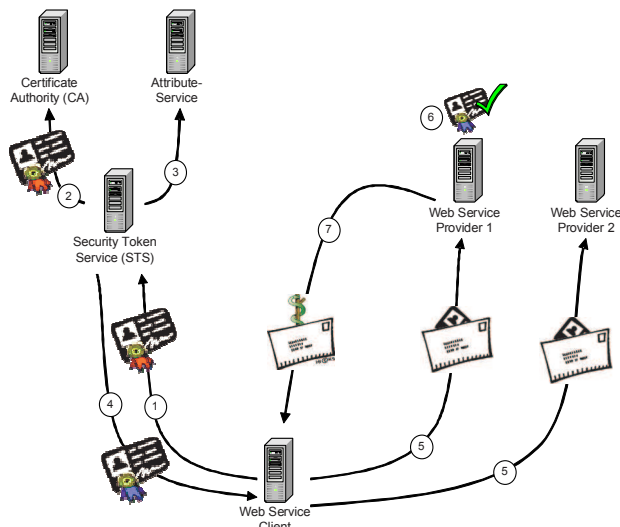 Certificate
Authority (CA)
Attribute-
Service
6
2
3
Security Token
Service (STS)
Web Service
Provider 1
Web Service
Provider 2
7
4
1
5
5
Web Service
Client